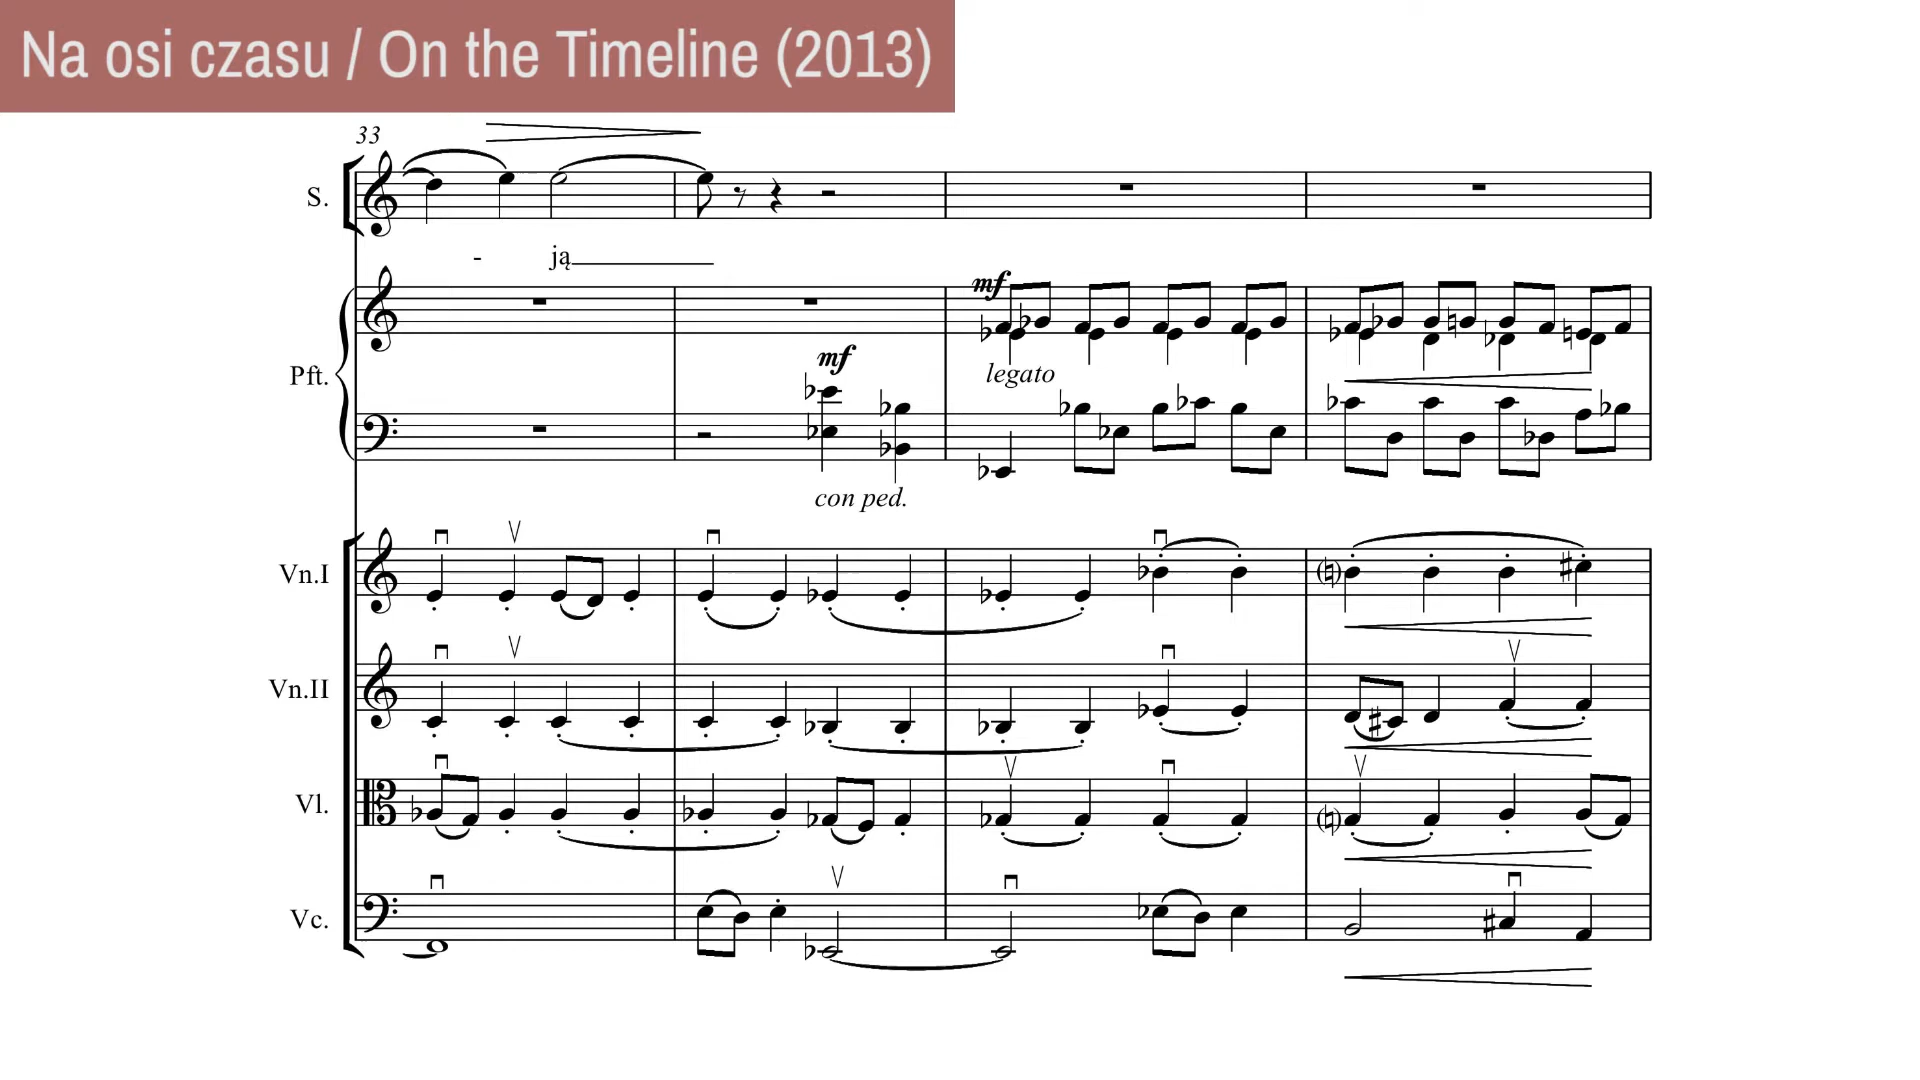 Na osi czasu / On the Timeline (2013)
33
S.
- ją
mf
mf
legato
Pft.
con ped.
Vn.I
Vn.II
Vl.
Vc.